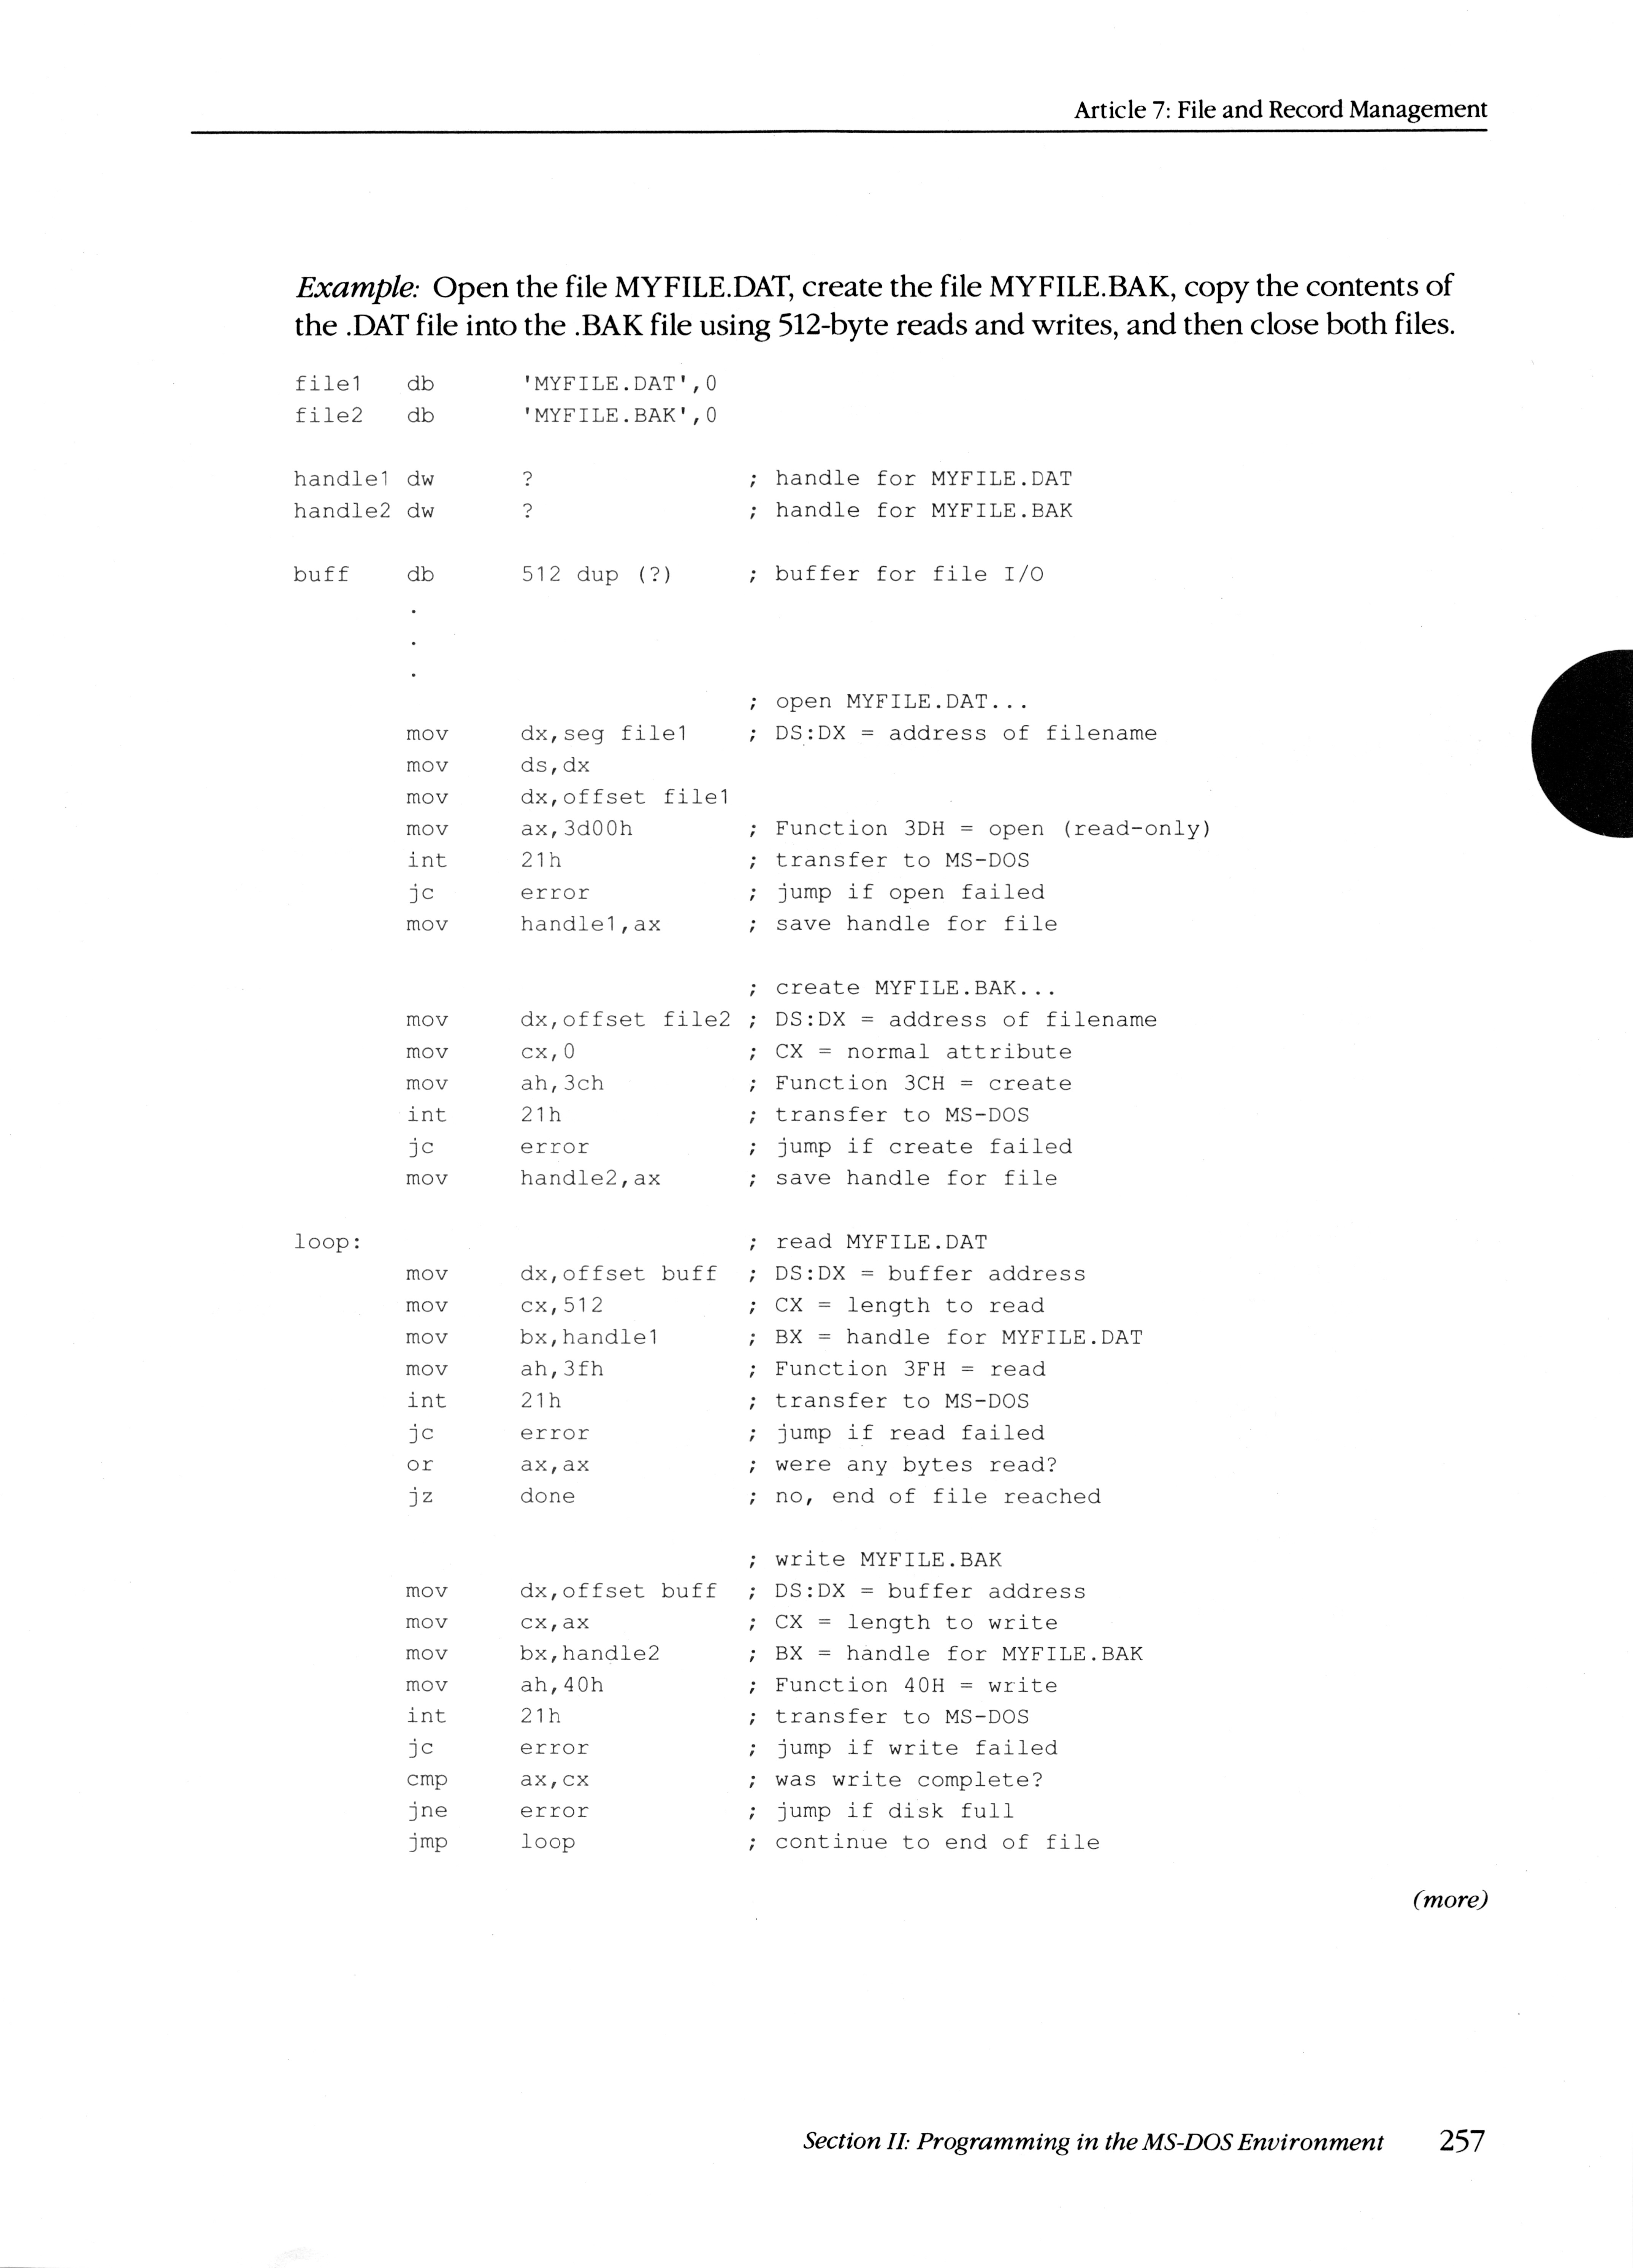 Article 7: File and Record Management
Example: Open the file MYFILE.DAT, create the file MYFILE.BAK, copy the contents of
the .DAT file into the .BAK file using 512-byte reads and writes, and then close both files.
file1   db      'MYFILE.DAT',0
file2   db      'MYFILE.BAK',0
handle1 dw      ?               ; handle for MYFILE.DAT
handle2 dw      ?               ; handle for MYFILE.BAK
buff    db      512 dup (?)     ; buffer for file I/O
        .
        .
        .
                                ; open MYFILE.DAT...
        mov     dx,seg file1    ; DS:DX = address of filename
        mov     ds,dx
        mov     dx,offset file1
        mov     ax,3d00h        ; Function 3DH = open (read-only)
        int     21h             ; transfer to MS-DOS
        jc      error           ; jump if open failed
        mov     handle1,ax      ; save handle for file
                                ; create MYFILE.BAK...
        mov     dx,offset file2 ; DS:DX = address of filename
        mov     cx,0            ; CX = normal attribute
        mov     ah,3ch          ; Function 3CH = create
        int     21h             ; transfer to MS-DOS
        jc      error           ; jump if create failed
        mov     handle2,ax      ; save handle for file
loop:                           ; read MYFILE.DAT
        mov     dx,offset buff  ; DS:DX = buffer address
        mov     cx,512          ; CX = length to read
        mov     bx,handle1      ; BX = handle for MYFILE.DAT
        mov     ah,3fh          ; Function 3FH = read
        int     21h             ; transfer to MS-DOS
        jc      error           ; jump if read failed
        or      ax,ax           ; were any bytes read?
        jz      done            ; no, end of file reached
                                ; write MYFILE.BAK
        mov     dx,offset buff  ; DS:DX = buffer address
        mov     cx,ax           ; CX = length to write
        mov     bx,handle2      ; BX = handle for MYFILE.BAK
        mov     ah,40h          ; Function 40H = write
        int     21h             ; transfer to MS-DOS
        jc      error           ; jump if write failed
        cmp     ax,cx           ; was write complete?
        jne     error           ; jump if disk full
        jmp     loop            ; continue to end of file
(more)
Section II: Programming in the MS-DOS Environment 257